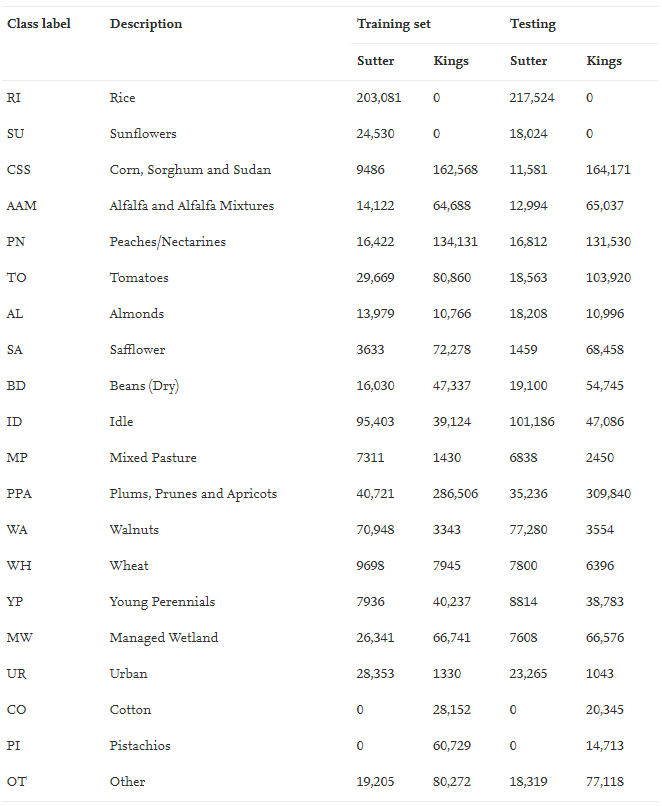 Class label Description Training set Testing
Sutter Kings Sutter Kings
RI Rice 203,081 0 217,524 0
SU Sunflowers 24,530 0 18,024 0
CSS Corn, Sorghum and Sudan 9486 162,568 11,581 164,171
AAM Alfalfa and Alfalfa Mixtures 14,122 64,688 12,994 65,037
PN Peaches/Nectarines 16,422 134,131 16,812 131,530
TO Tomatoes 29,669 80,860 18,563 103,920
AL Almonds 13,979 10,766 18,208 10,996
SA Safflower 3633 72,278 1459 68,458
BD Beans (Dry) 16,030 47,337 19,100 54,745
ID Idle 95,403 39,124 101,186 47,086
MP Mixed Pasture 7311 1430 6838 2450
PPA Plums, Prunes and Apricots 40,721 286,506 35,236 309,840
WA Walnuts 70,948 3343 77,280 3554
WH Wheat 9698 7945 7800 6396
YP Young Perennials 7936 40,237 8814 38,783
MW Managed Wetland 26,341 66,741 7608 66,576
UR Urban 28,353 1330 23,265 1043
CO Cotton 0 28,152 0 20,345
PI Pistachios 0 60,729 0 14,713
OT Other 19,205 80,272 18,319 77,118